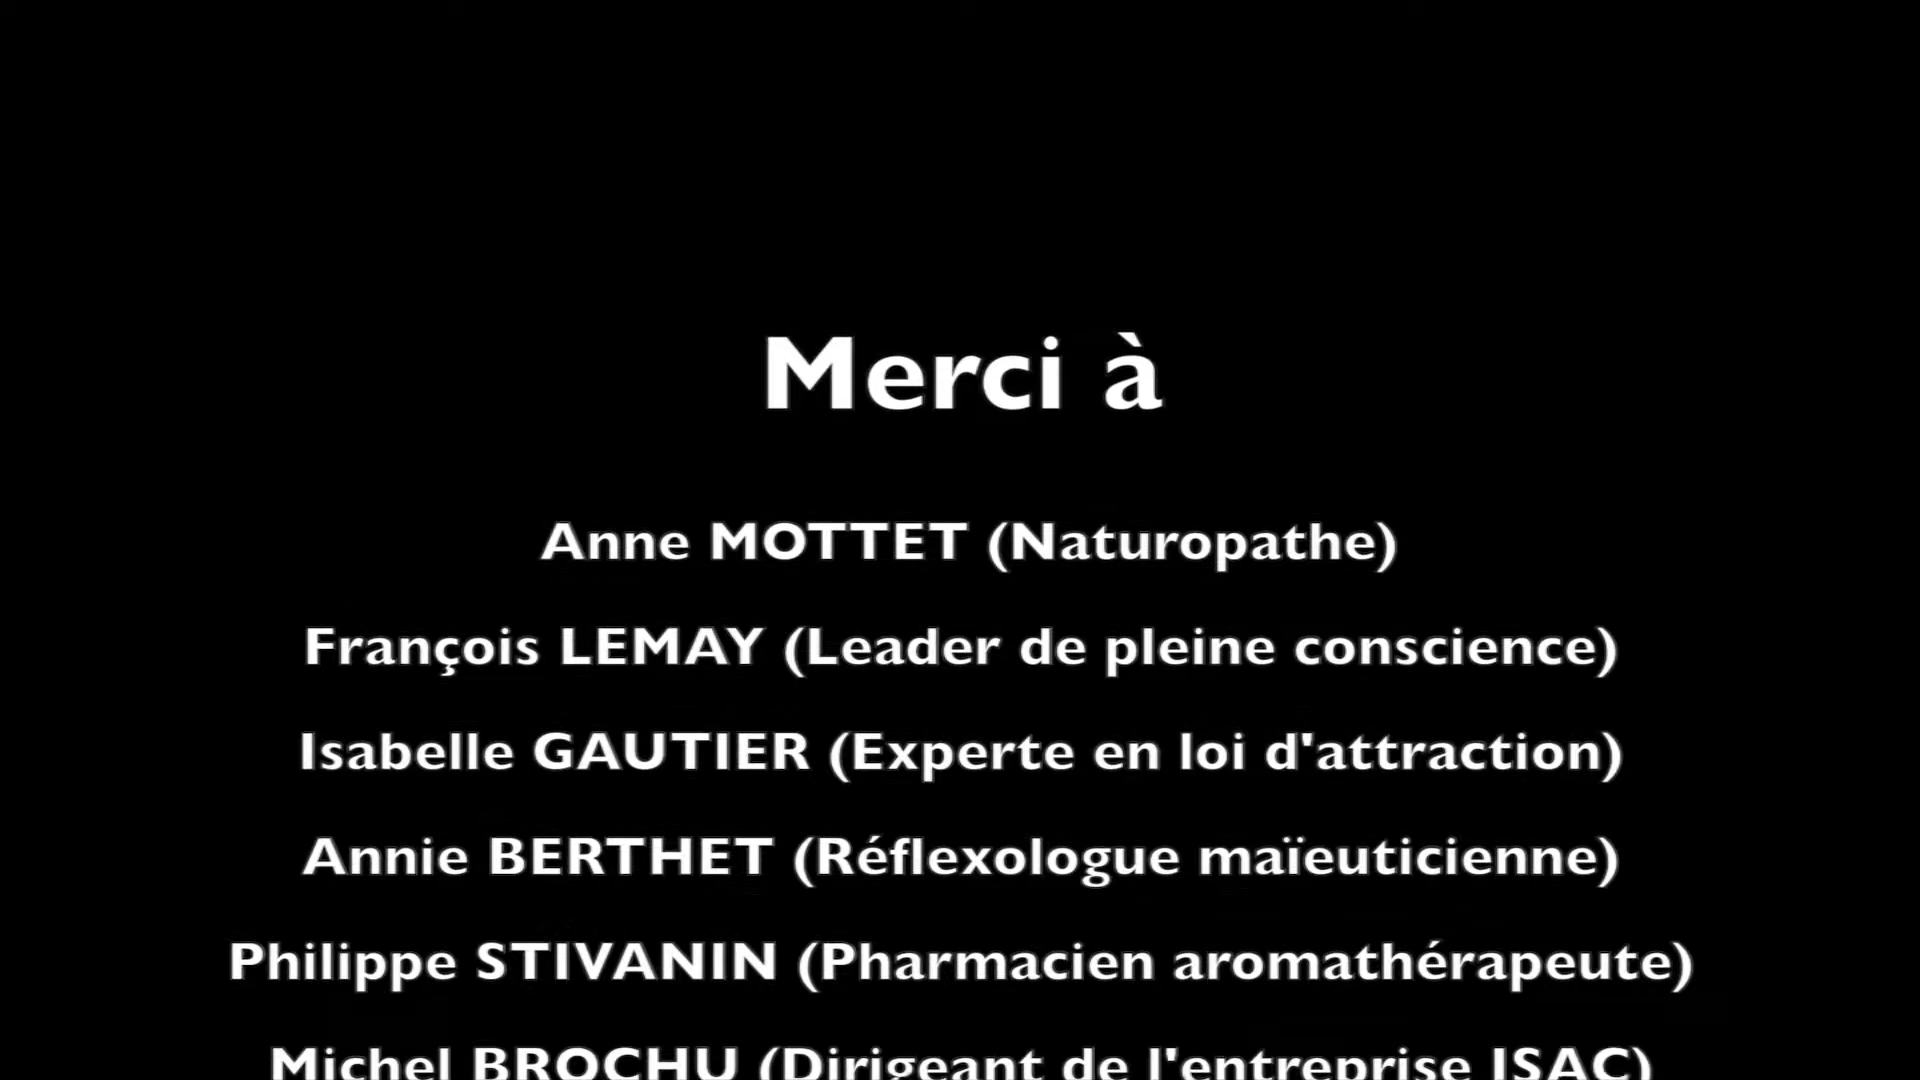 Merci à
Anne MOTTET (Naturopathe)
François LEMAY (Leader de pleine conscience)
Isabelle GAUTIER (Experte en loi d'attraction)
Annie BERTHET (Réflexologue maïeuticienne)
Philippe STIVANIN (Pharmacien aromathérapeute)
Michel BROCHU (Dirigeant de l'entreprise ISAC)